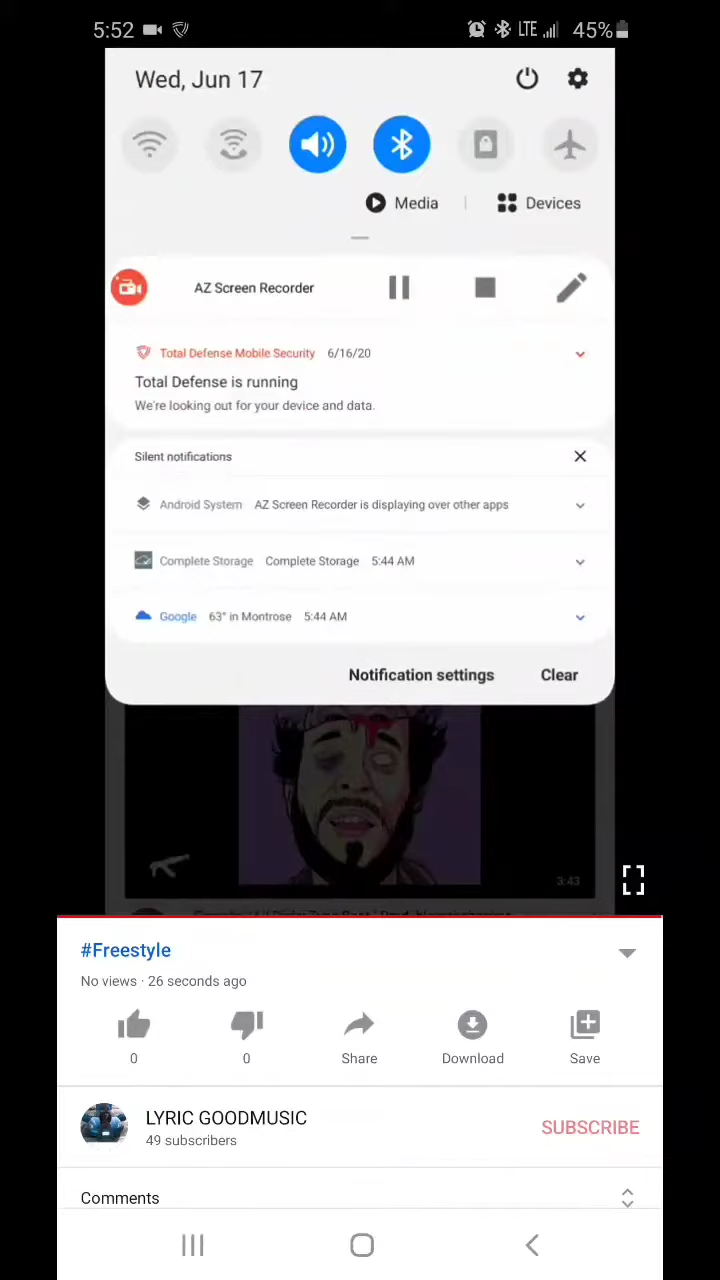 5:52 LTE 45%
Wed, Jun 17
Media | Devices
AZ Screen Recorder
Total Defense Mobile Security 6/16/20
Total Defense is running
We're looking out for your device and data.
Silent notifications
Android System AZ Screen Recorder is displaying over other apps
Complete Storage Complete Storage 5:44 AM
Google 63° in Montrose 5:44 AM
Notification settings Clear
3:43
#Freestyle
No views · 26 seconds ago
0 0 Share Download Save
LYRIC GOODMUSIC
49 subscribers
SUBSCRIBE
Comments